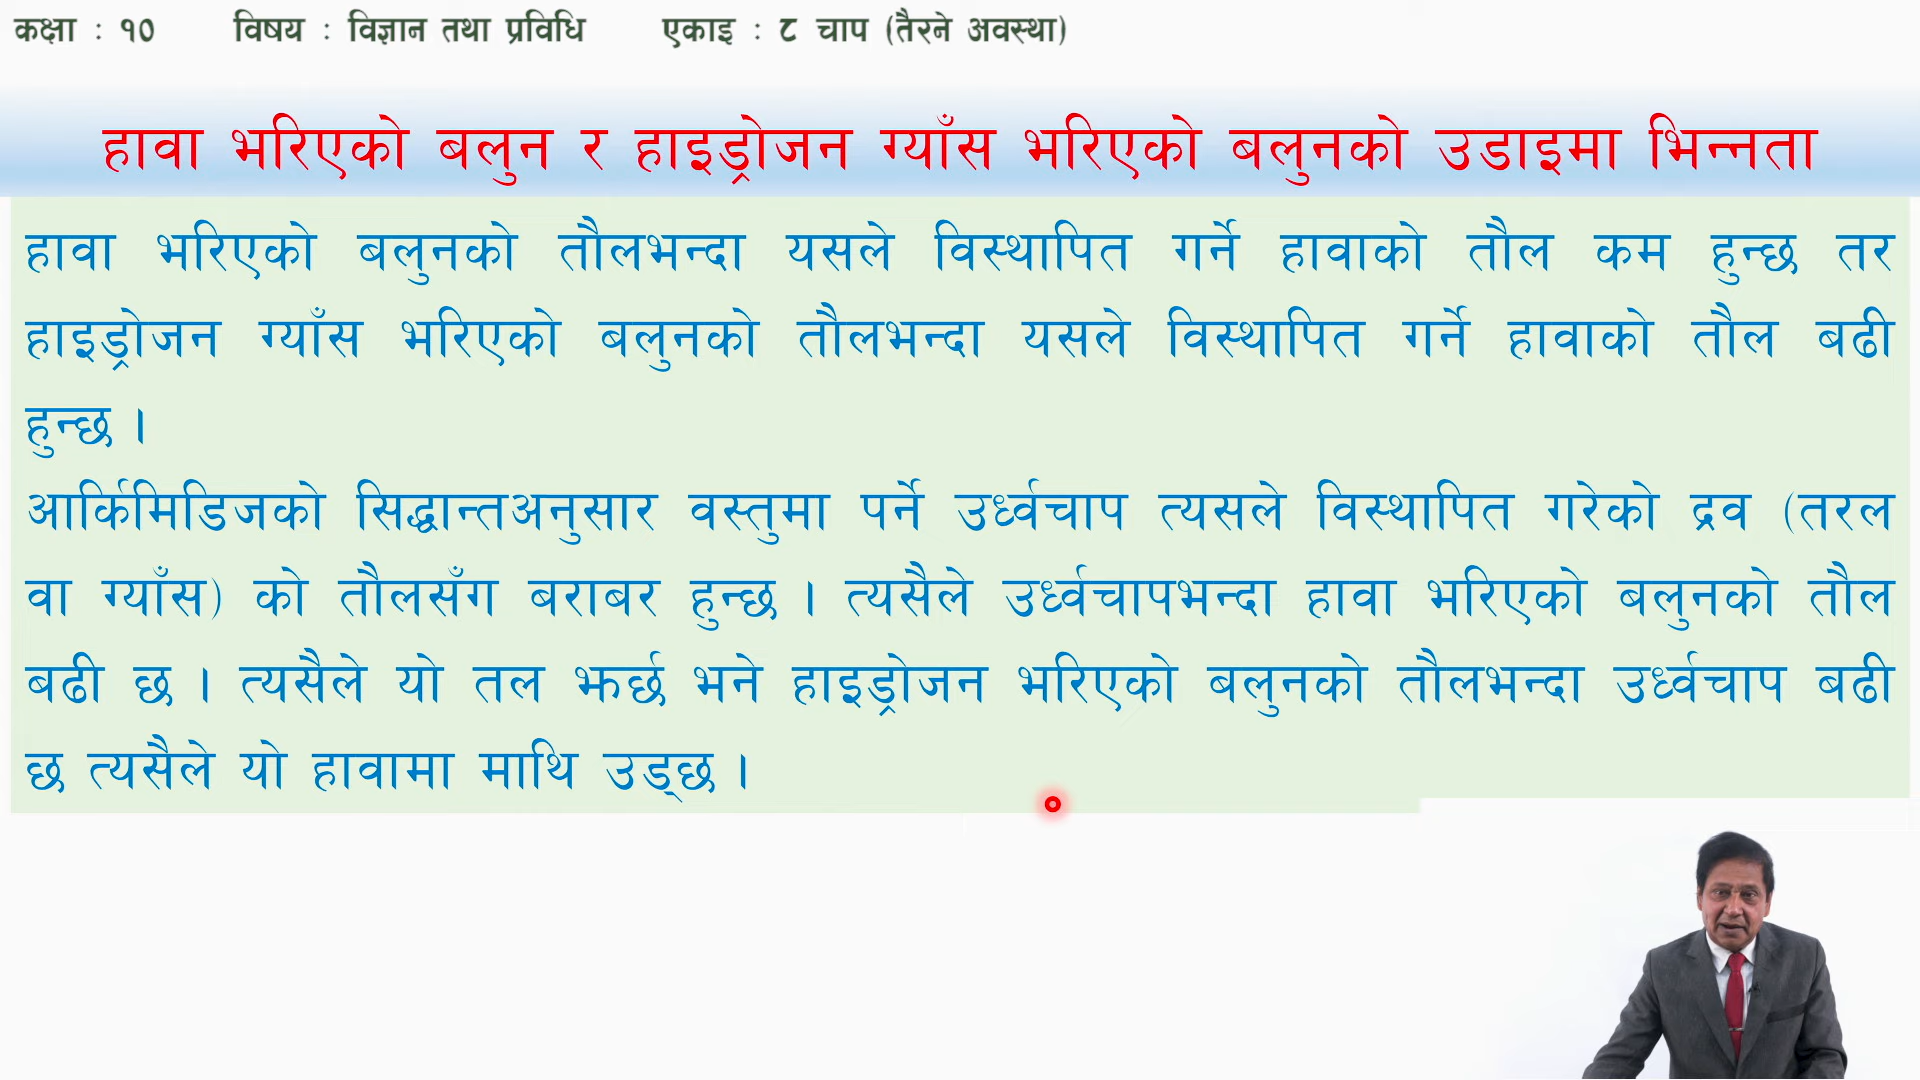 कक्षा : १० विषय : विज्ञान तथा प्रविधि एकाइ : ८ चाप (तैरने अवस्था)
हावा भरिएको बलुन र हाइड्रोजन ग्याँस भरिएको बलुनको उडाइमा भिन्नता
हावा भरिएको बलुनको तौलभन्दा यसले विस्थापित गर्ने हावाको तौल कम हुन्छ तर
हाइड्रोजन ग्याँस भरिएको बलुनको तौलभन्दा यसले विस्थापित गर्ने हावाको तौल बढी
हुन्छ ।
आर्किमिडिजको सिद्धान्तअनुसार वस्तुमा पर्ने उर्ध्वचाप त्यसले विस्थापित गरेको द्रव (तरल
वा ग्याँस) को तौलसँग बराबर हुन्छ । त्यसैले उर्ध्वचापभन्दा हावा भरिएको बलुनको तौल
बढी छ । त्यसैले यो तल झर्छ भने हाइड्रोजन भरिएको बलुनको तौलभन्दा उर्ध्वचाप बढी
छ त्यसैले यो हावामा माथि उड्छ ।